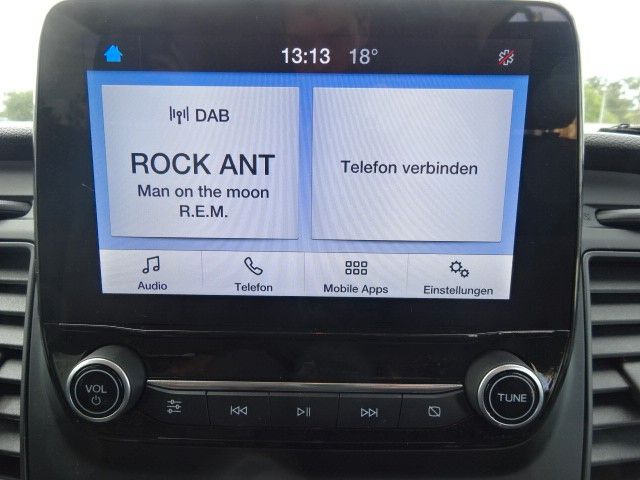 13:13 18°
DAB
ROCK ANT
Man on the moon
R.E.M.
Telefon verbinden
Audio
Telefon
Mobile Apps
Einstellungen
VOL
TUNE